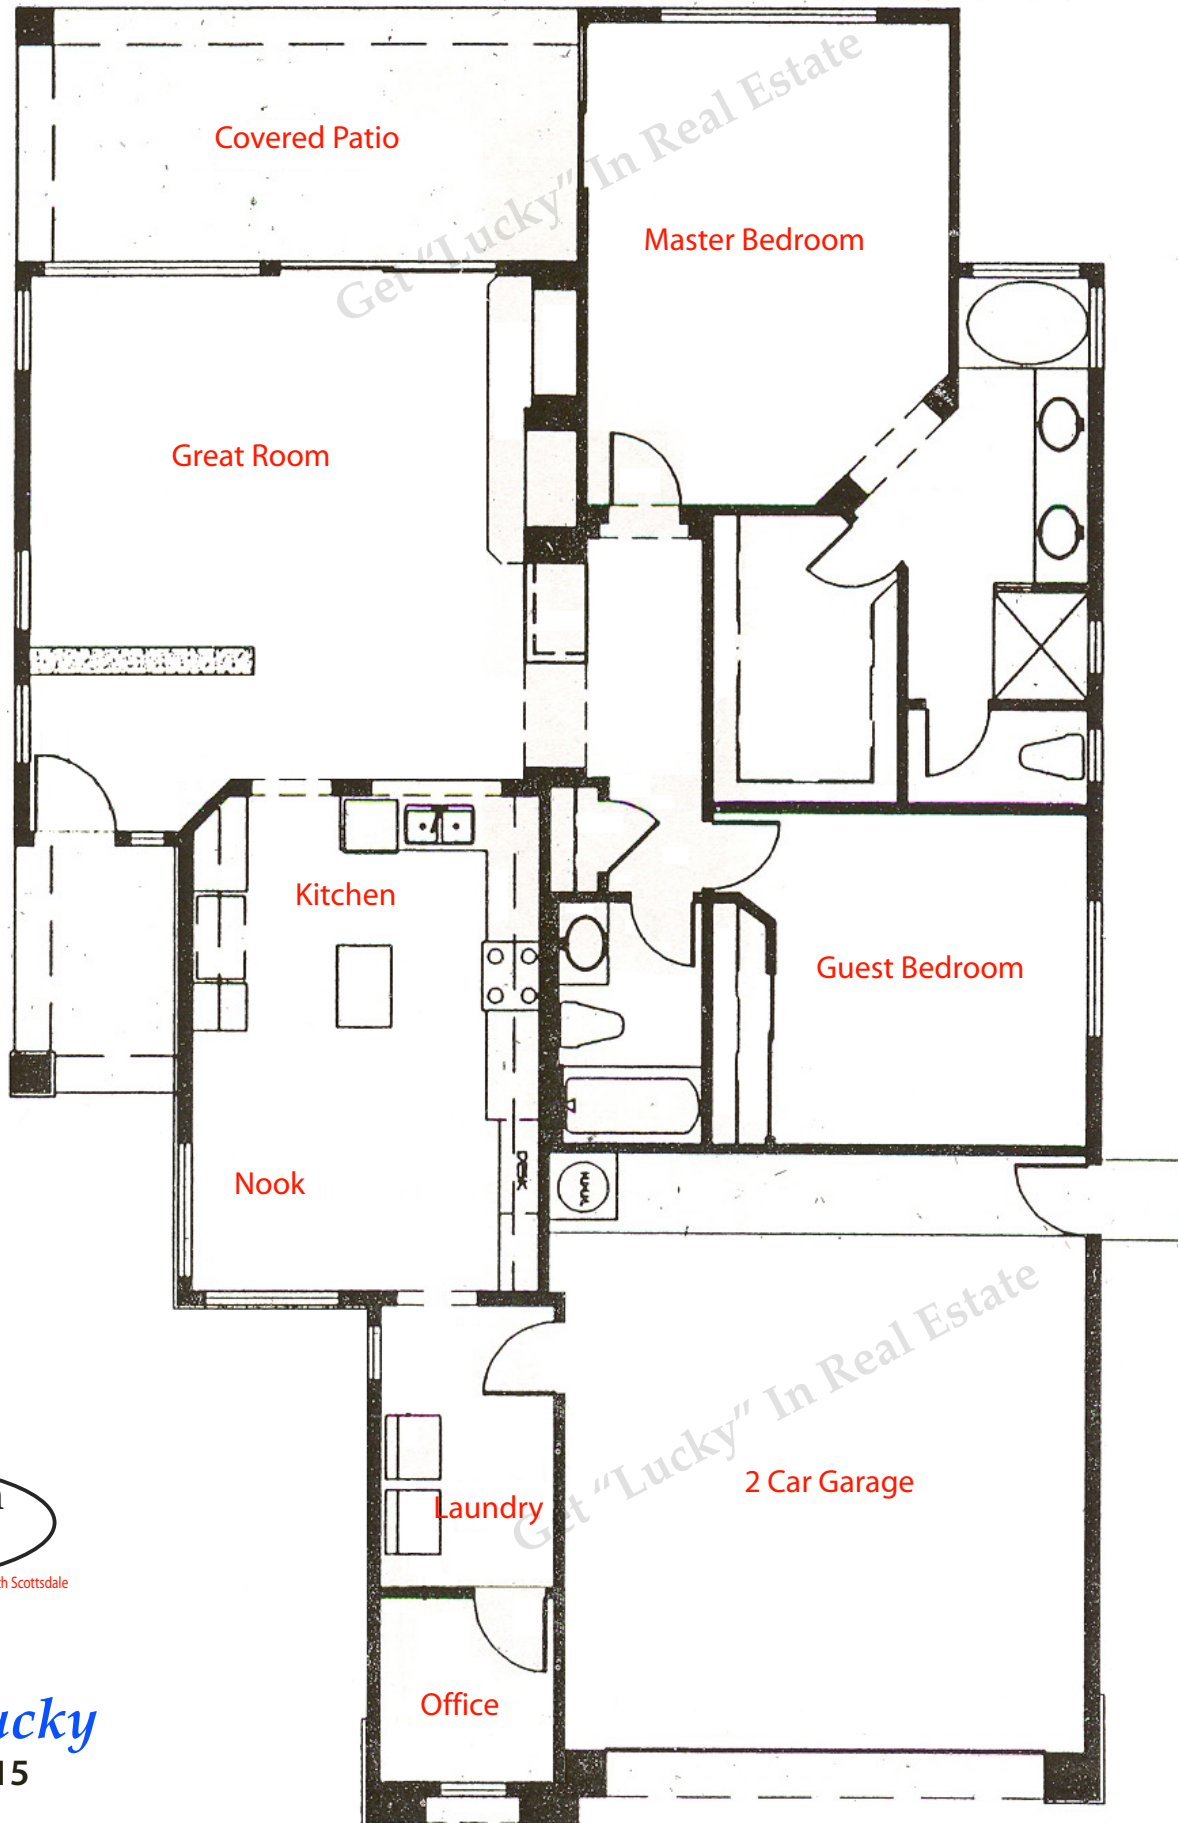 Covered Patio
Get “Lucky” In Real Estate
Master Bedroom
Great Room
Kitchen
Guest Bedroom
Nook
DESK
Get “Lucky” In Real Estate
2 Car Garage
Laundry
Scottsdale
Office
ucky
15